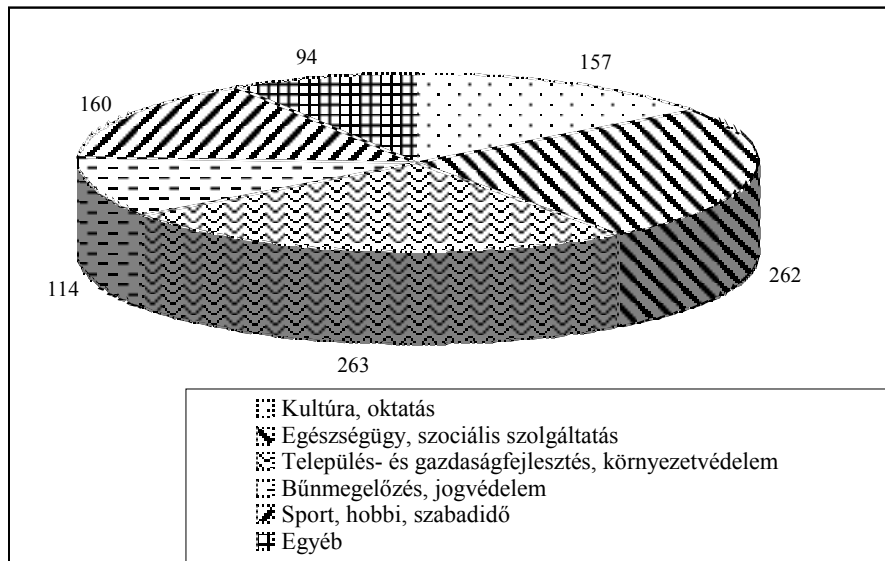 94
157
160
262
114
263
Kultúra, oktatás
Egészségügy, szociális szolgáltatás
Település- és gazdaságfejlesztés, környezetvédelem
Bűnmegelőzés, jogvédelem
Sport, hobbi, szabadidő
Egyéb